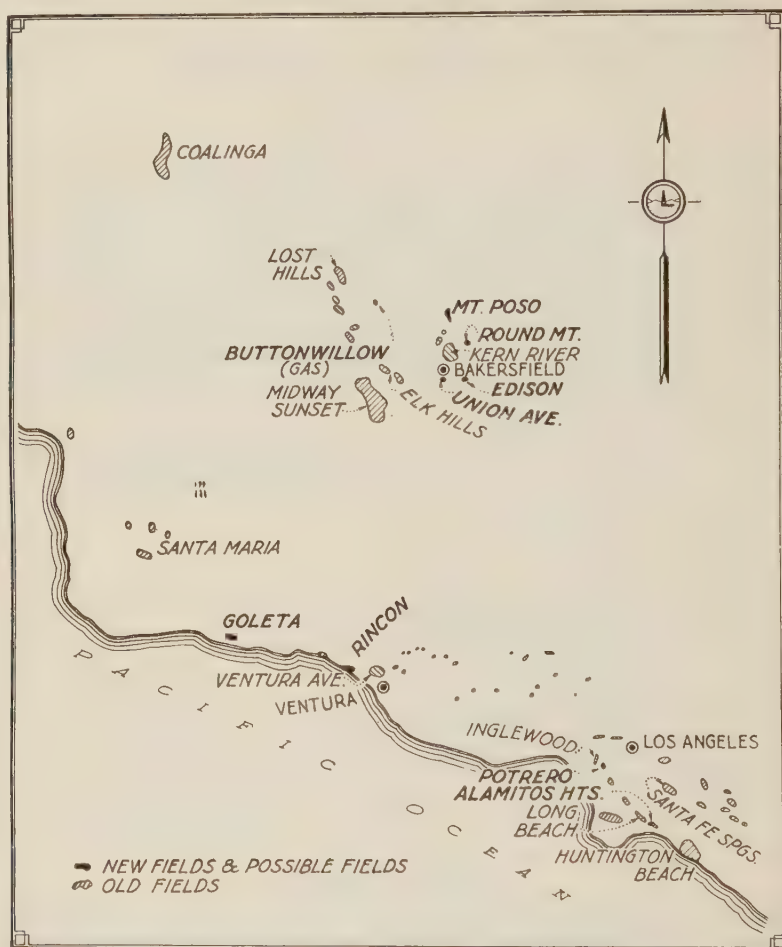 COALINGA
LOST
HILLS
MT. POSO
ROUND MT.
KERN RIVER
BAKERSFIELD
EDISON
UNION AVE.
BUTTONWILLOW
(GAS)
MIDWAY
SUNSET
ELK HILLS
SANTA MARIA
GOLETA
RINCON
VENTURA AVE.
VENTURA
PACIFIC OCEAN
INGLEWOOD
LOS ANGELES
POTRERO
ALAMITOS HTS.
LONG
BEACH
SANTA FE SPGS.
HUNTINGTON
BEACH
NEW FIELDS & POSSIBLE FIELDS
OLD FIELDS